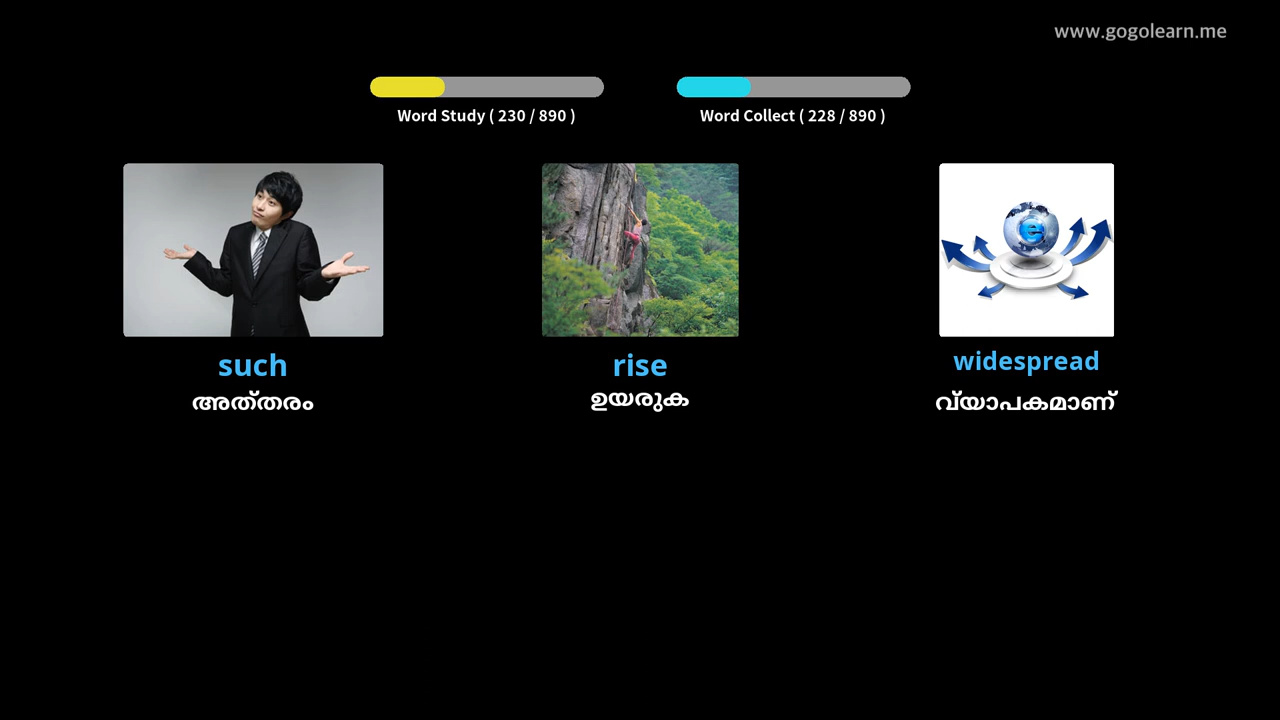 www.gogolearn.me
Word Study ( 230 / 890 )
Word Collect ( 228 / 890 )
such
rise
widespread
അത്തരം
ഉയരുക
വ്യാപകമാണ്